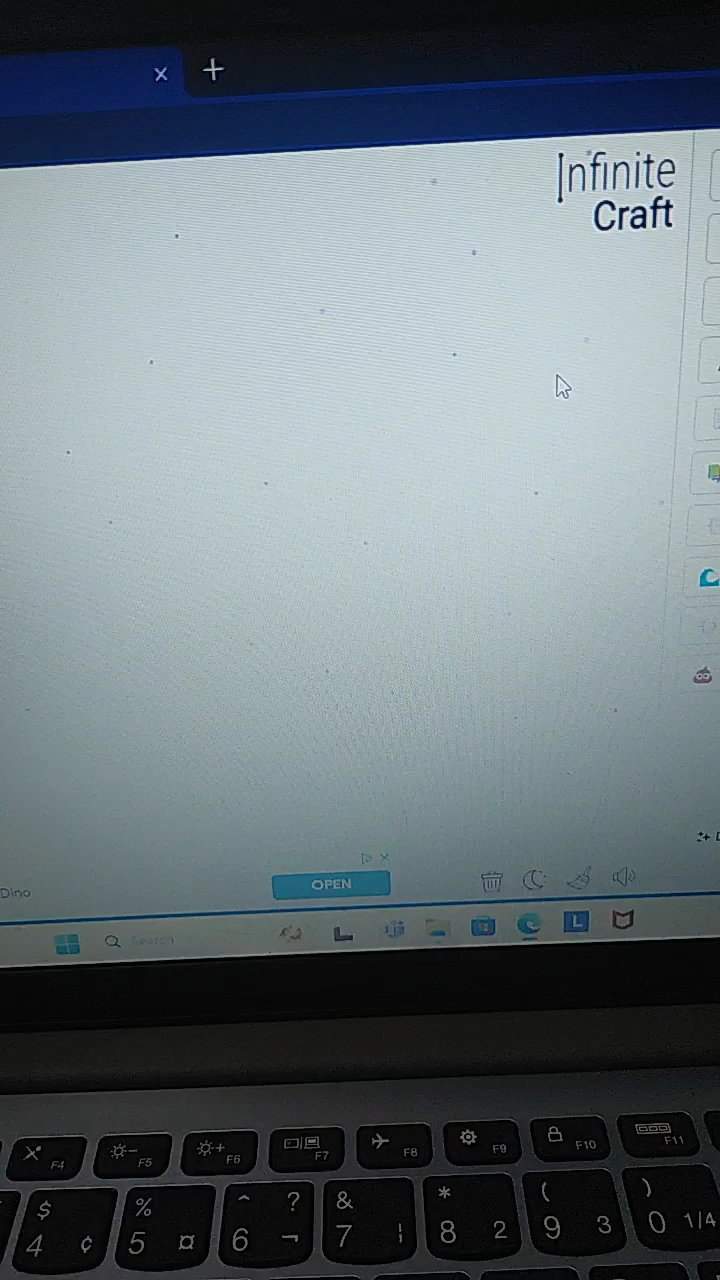 Infinite
Craft
Dino
OPEN
Search
L
F4
F5
F6
F7
F8
F9
F10
F11
$ % ^ ? & * ( )
4 ¢ 5 ¤ 6 ¬ 7 ¦ 8 2 9 3 0 1/4